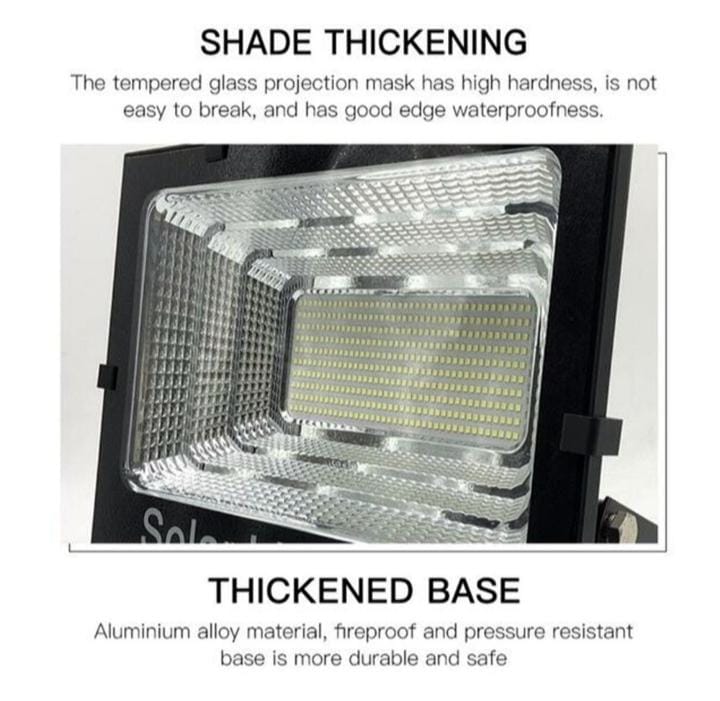 SHADE THICKENING
The tempered glass projection mask has high hardness, is not
easy to break, and has good edge waterproofness.
THICKENED BASE
Aluminium alloy material, fireproof and pressure resistant
base is more durable and safe